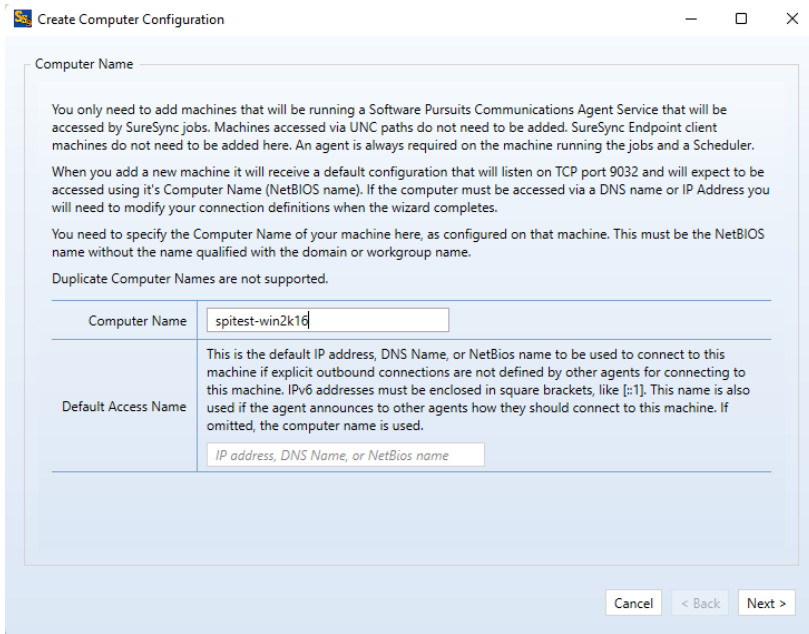 Create Computer Configuration
Computer Name
You only need to add machines that will be running a Software Pursuits Communications Agent Service that will be
accessed by SureSync jobs. Machines accessed via UNC paths do not need to be added. SureSync Endpoint client
machines do not need to be added here. An agent is always required on the machine running the jobs and a Scheduler.
When you add a new machine it will receive a default configuration that will listen on TCP port 9032 and will expect to be
accessed using it's Computer Name (NetBIOS name). If the computer must be accessed via a DNS name or IP Address you
will need to modify your connection definitions when the wizard completes.
You need to specify the Computer Name of your machine here, as configured on that machine. This must be the NetBIOS
name without the name qualified with the domain or workgroup name.
Duplicate Computer Names are not supported.
Computer Name
spitest-win2k16
This is the default IP address, DNS Name, or NetBios name to be used to connect to this
machine if explicit outbound connections are not defined by other agents for connecting to
this machine. IPv6 addresses must be enclosed in square brackets, like [::1]. This name is also
Default Access Name
used if the agent announces to other agents how they should connect to this machine. If
omitted, the computer name is used.
IP address, DNS Name, or NetBios name
Cancel
< Back
Next >